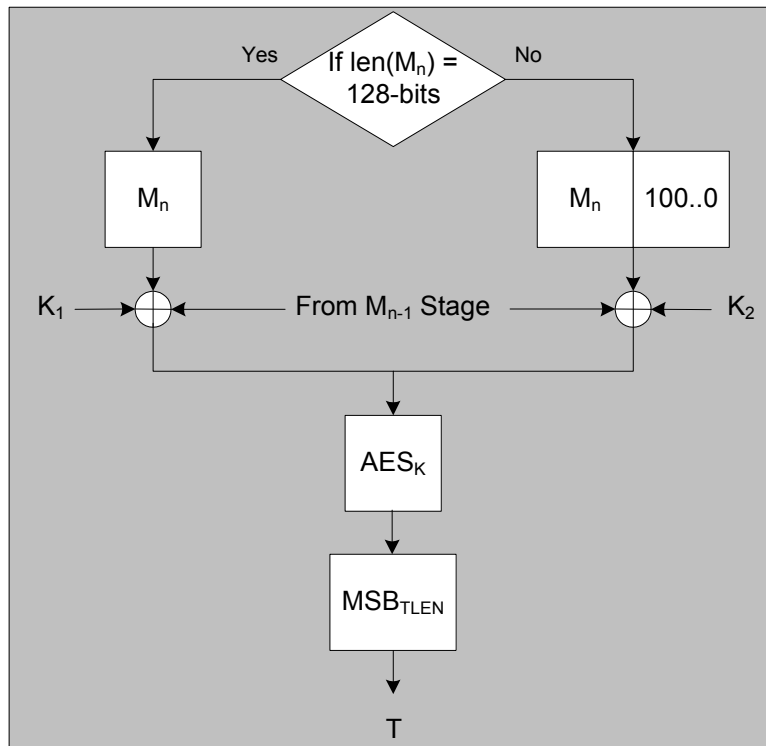 Yes
If len(Mn) =
128-bits
No
Mn
Mn
100..0
K1
From Mn-1 Stage
K2
AESK
MSBTLEN
T